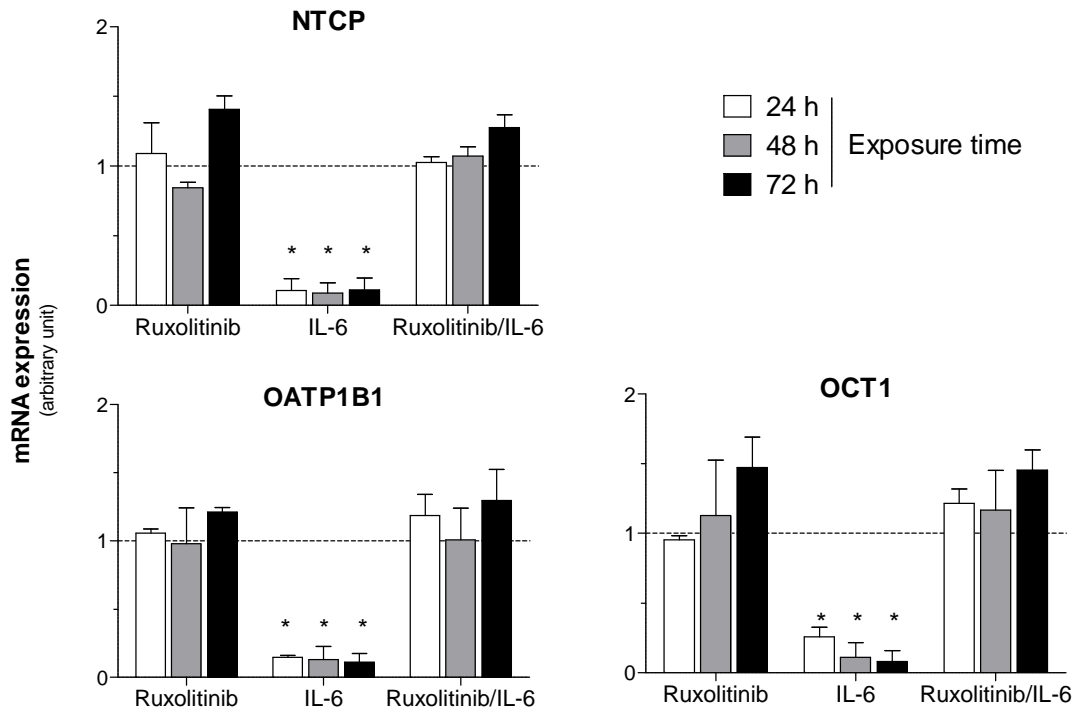 NTCP
2
1
0
* * *
Ruxolitinib IL-6 Ruxolitinib/IL-6
24 h
48 h
72 h
Exposure time
mRNA expression
(arbitrary unit)
OATP1B1
2
1
0
* * *
Ruxolitinib IL-6 Ruxolitinib/IL-6
OCT1
2
1
0
* * *
Ruxolitinib IL-6 Ruxolitinib/IL-6